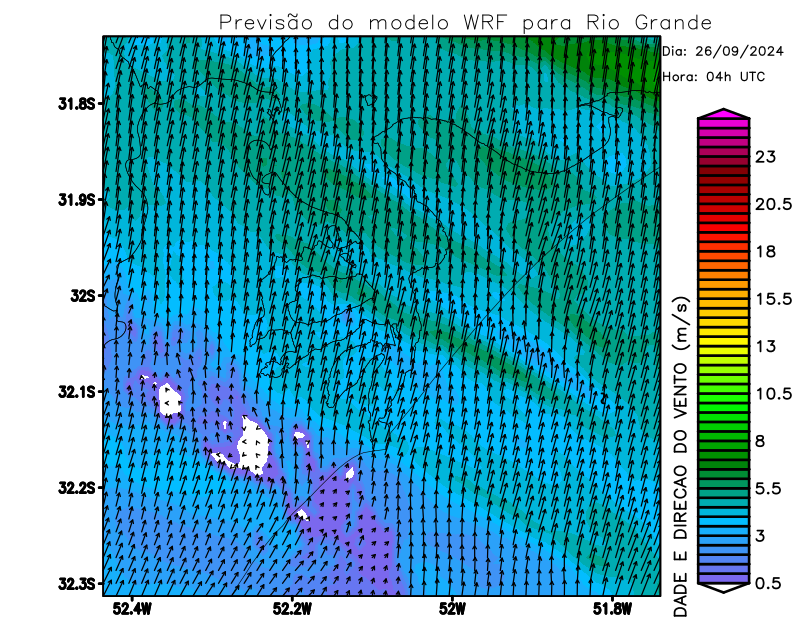 Previsão do modelo WRF para Rio Grande
Dia: 26/09/2024
Hora: 04h UTC
31.8S
31.9S
32S
32.1S
32.2S
32.3S
52.4W
52.2W
52W
51.8W
23
20.5
18
15.5
13
10.5
8
5.5
3
0.5
DADE E DIRECAO DO VENTO (m/s)